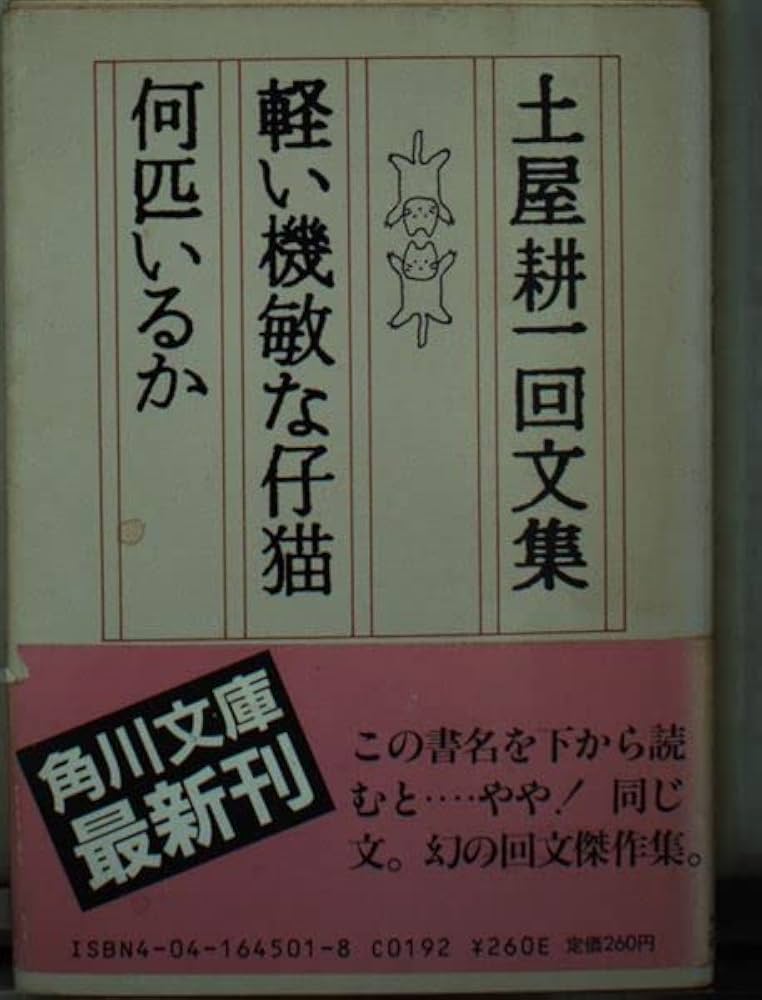 土屋耕一回文集
軽い機敏な仔猫
何匹いるか
角川文庫
最新刊
この書名を下から読
むと‥‥やや! 同じ
文。幻の回文傑作集。
ISBN4-04-164501-8 C0192 ¥260E 定価260円